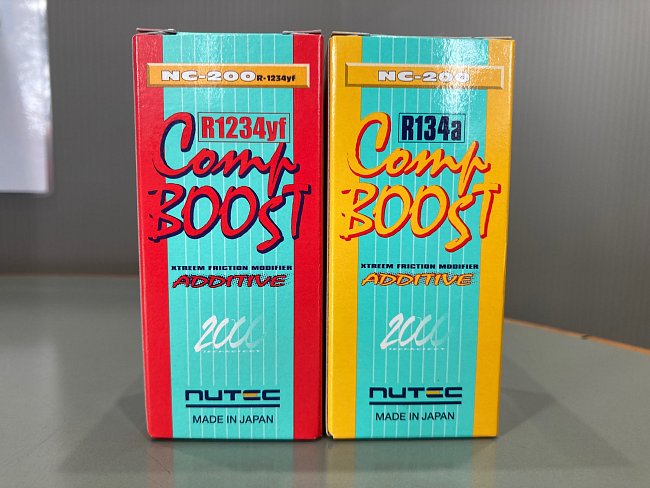 NC-200 R-1234yf
R1234yf
Comp
BOOST
XTREEM FRICTION MODIFIER
ADDITIVE
2000
NUTEC
MADE IN JAPAN
NC-200
R134a
Comp
BOOST
XTREEM FRICTION MODIFIER
ADDITIVE
2000
NUTEC
MADE IN JAPAN